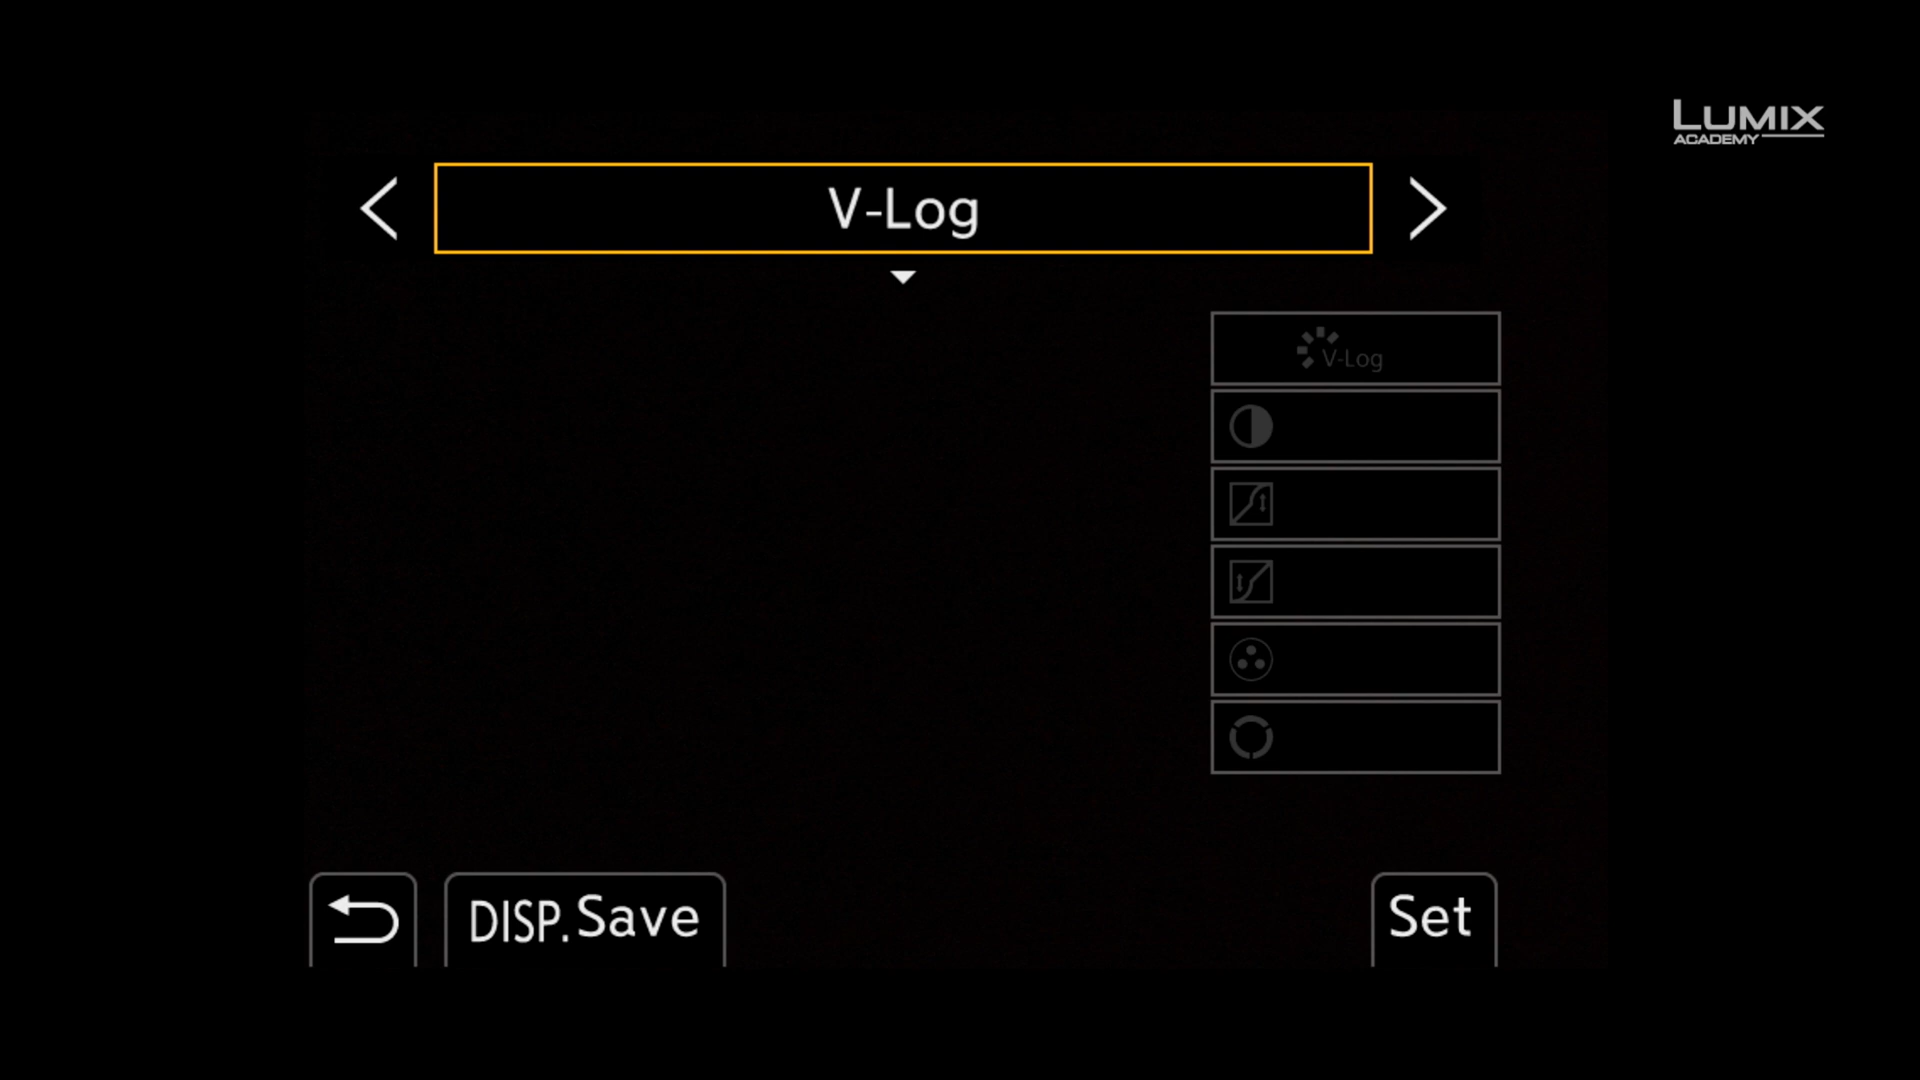 LUMIX
ACADEMY
V-Log
V-Log
DISP. Save
Set